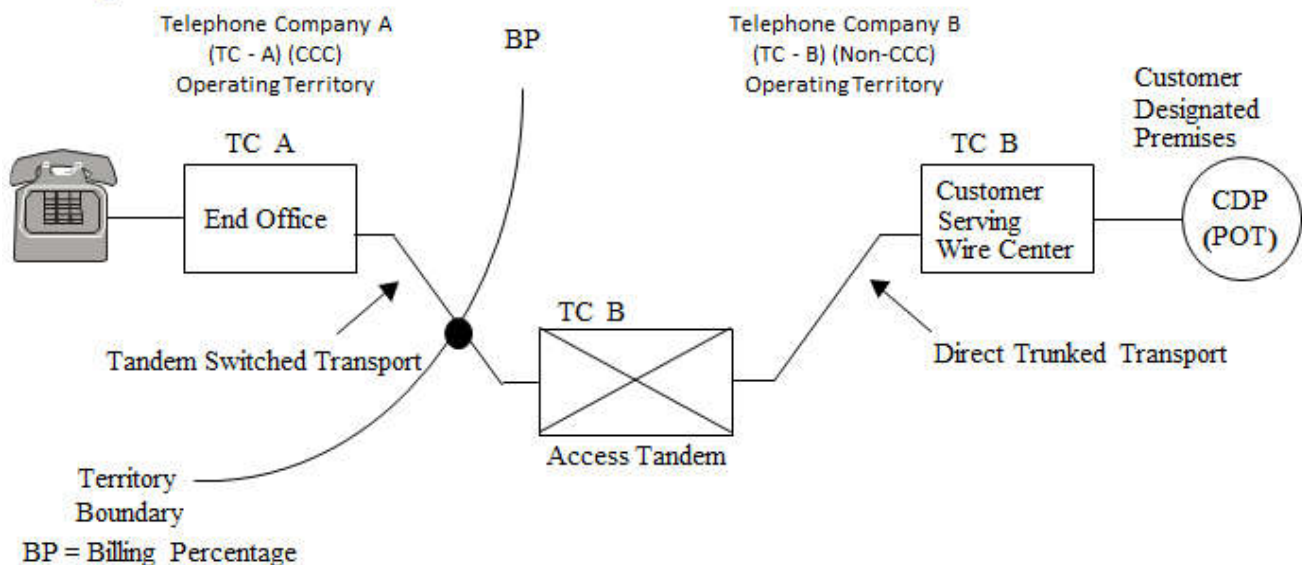 Telephone Company A
(TC - A) (CCC)
Operating Territory
BP
Telephone Company B
(TC - B) (Non-CCC)
Operating Territory
Customer
Designated
Premises
TC A
End Office
TC B
Customer
Serving
Wire Center
CDP
(POT)
Tandem Switched Transport
TC B
Access Tandem
Direct Trunked Transport
Territory
Boundary
BP = Billing Percentage